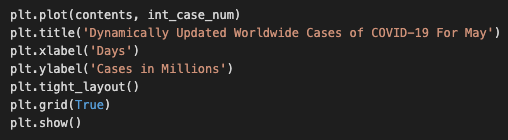 plt.plot(contents, int_case_num)
plt.title('Dynamically Updated Worldwide Cases of COVID-19 For May')
plt.xlabel('Days')
plt.ylabel('Cases in Millions')
plt.tight_layout()
plt.grid(True)
plt.show()